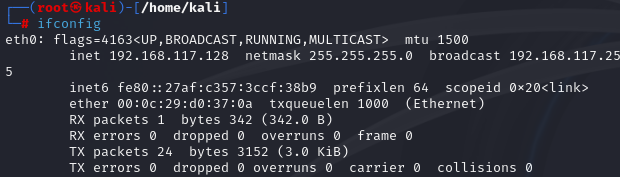 ┌──(root㉿kali)-[/home/kali]
└─# ifconfig
eth0: flags=4163<UP,BROADCAST,RUNNING,MULTICAST>  mtu 1500
        inet 192.168.117.128  netmask 255.255.255.0  broadcast 192.168.117.25
5
        inet6 fe80::27af:c357:3ccf:38b9  prefixlen 64  scopeid 0×20<link>
        ether 00:0c:29:d0:37:0a  txqueuelen 1000  (Ethernet)
        RX packets 1  bytes 342 (342.0 B)
        RX errors 0  dropped 0  overruns 0  frame 0
        TX packets 24  bytes 3152 (3.0 KiB)
        TX errors 0  dropped 0 overruns 0  carrier 0  collisions 0